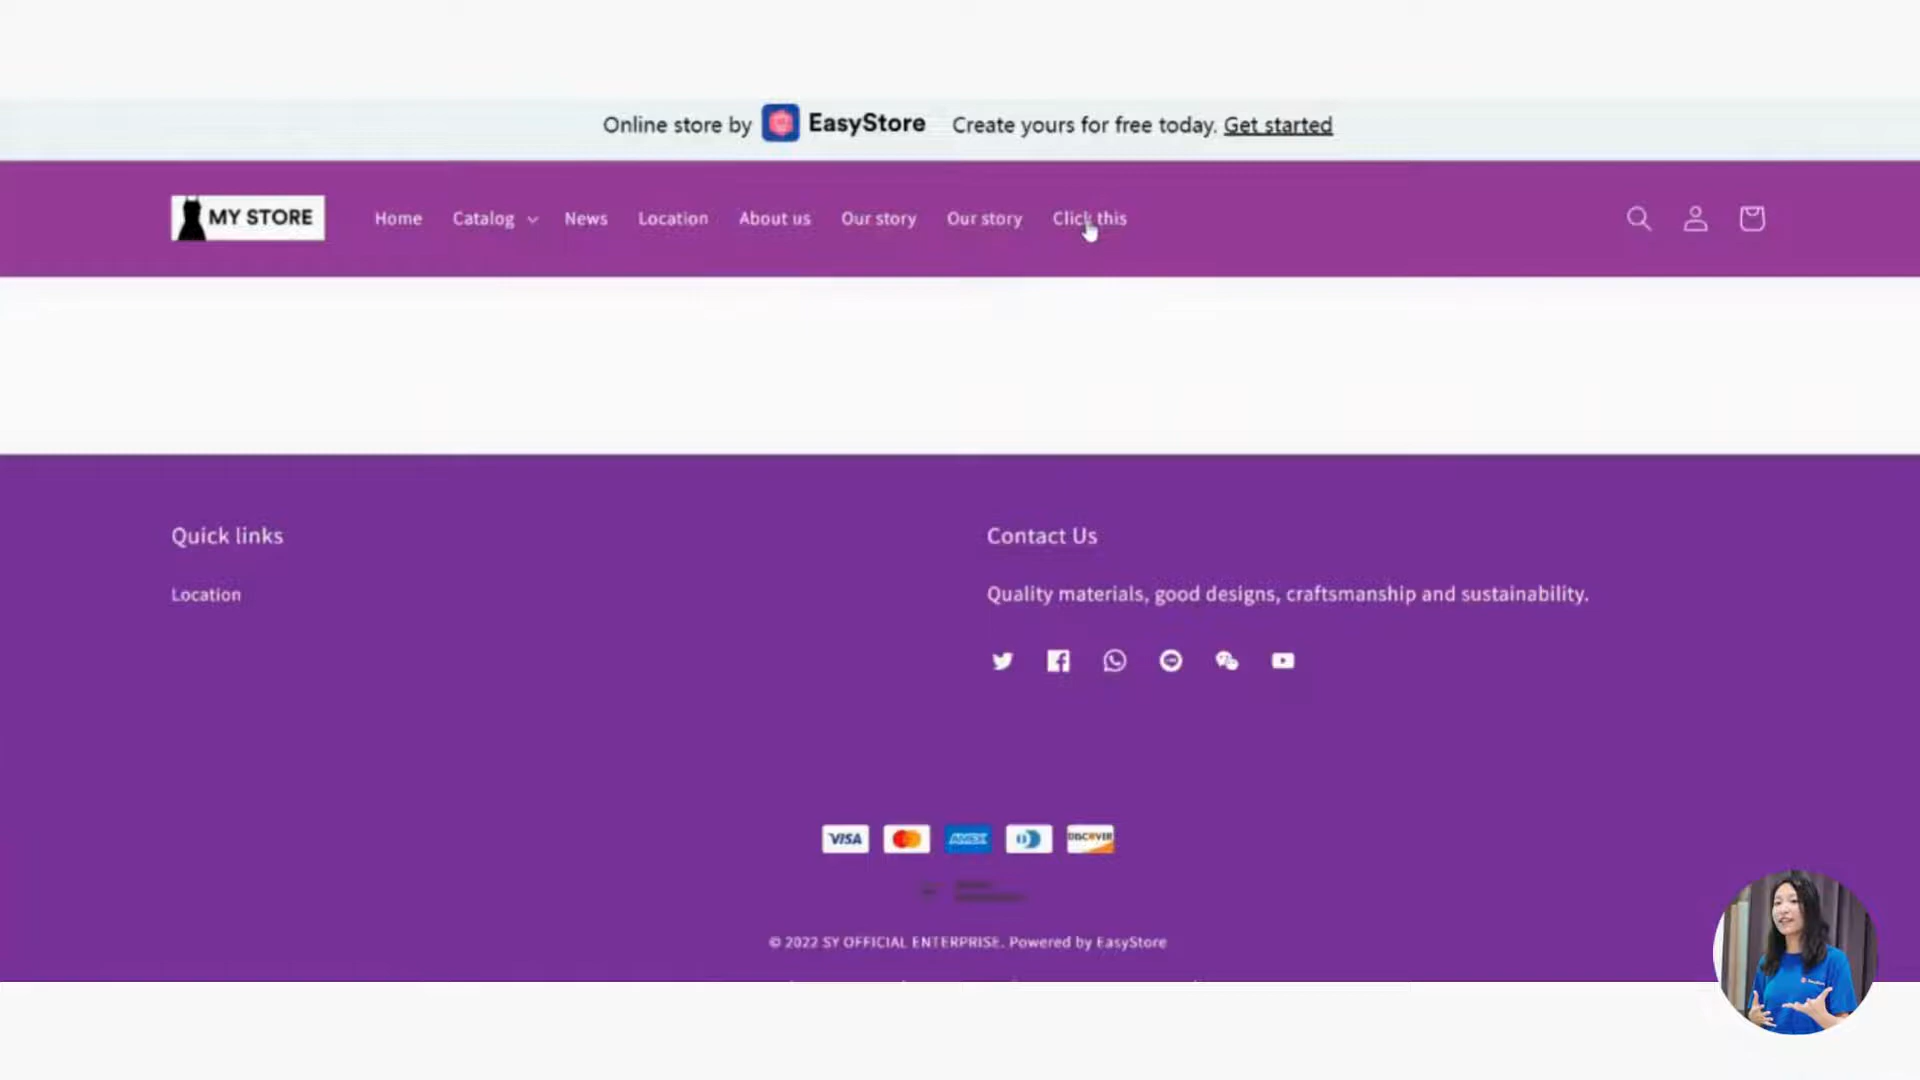 Online store by EasyStore Create yours for free today. Get started
MY STORE Home Catalog News Location About us Our story Our story Click this
Quick links
Location
Contact Us
Quality materials, good designs, craftsmanship and sustainability.
VISA AMEX DISCOVER
© 2022 SY OFFICIAL ENTERPRISE. Powered by EasyStore